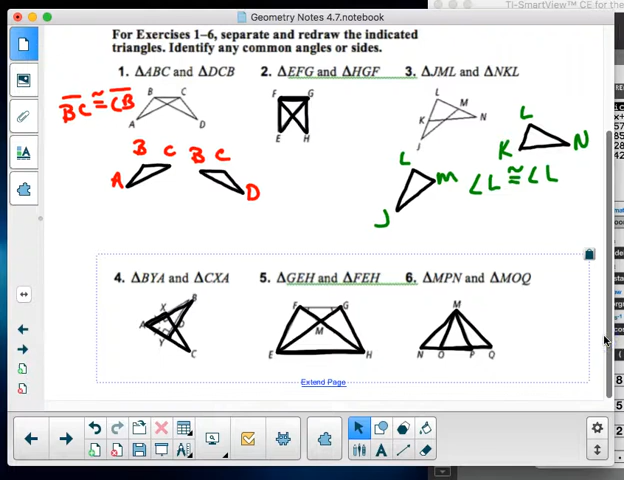 TI-SmartView™ CE for the
Geometry Notes 4.7.notebook
For Exercises 1–6, separate and redraw the indicated
triangles. Identify any common angles or sides.
1. ΔABC and ΔDCB 2. ΔEFG and ΔHGF 3. ΔJML and ΔNKL
BC ≅ CB
B C
A D
F G
E H
L
M
K N
J
L
K N
B C B C
A D
L
M
J
∠L ≅ ∠L
4. ΔBYA and ΔCXA 5. ΔGEH and ΔFEH 6. ΔMPN and ΔMOQ
X B
A D
Y C
F G
M
E H
M
N O P Q
Extend Page